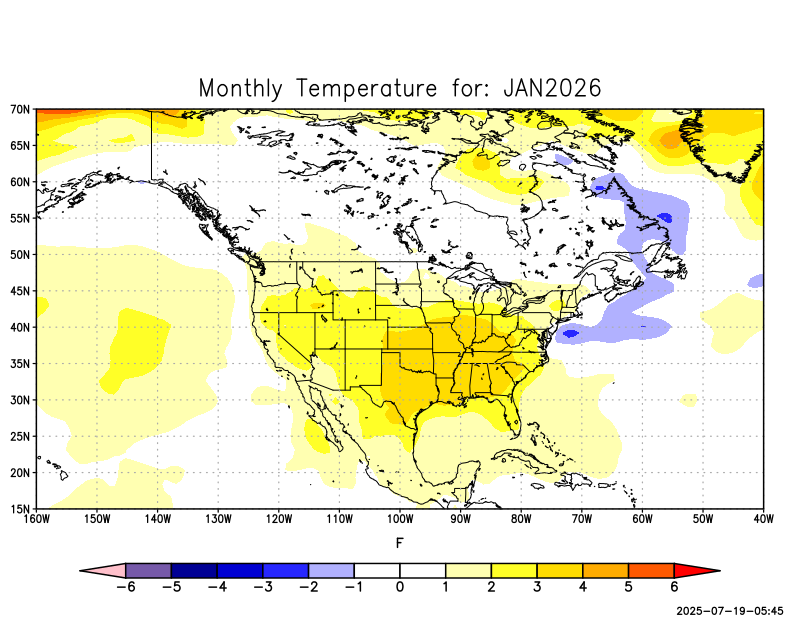 Monthly Temperature for: JAN2026
70N
65N
60N
55N
50N
45N
40N
35N
30N
25N
20N
15N
160W 150W 140W 130W 120W 110W 100W 90W 80W 70W 60W 50W 40W
F
-6 -5 -4 -3 -2 -1 0 1 2 3 4 5 6
2025-07-19-05:45